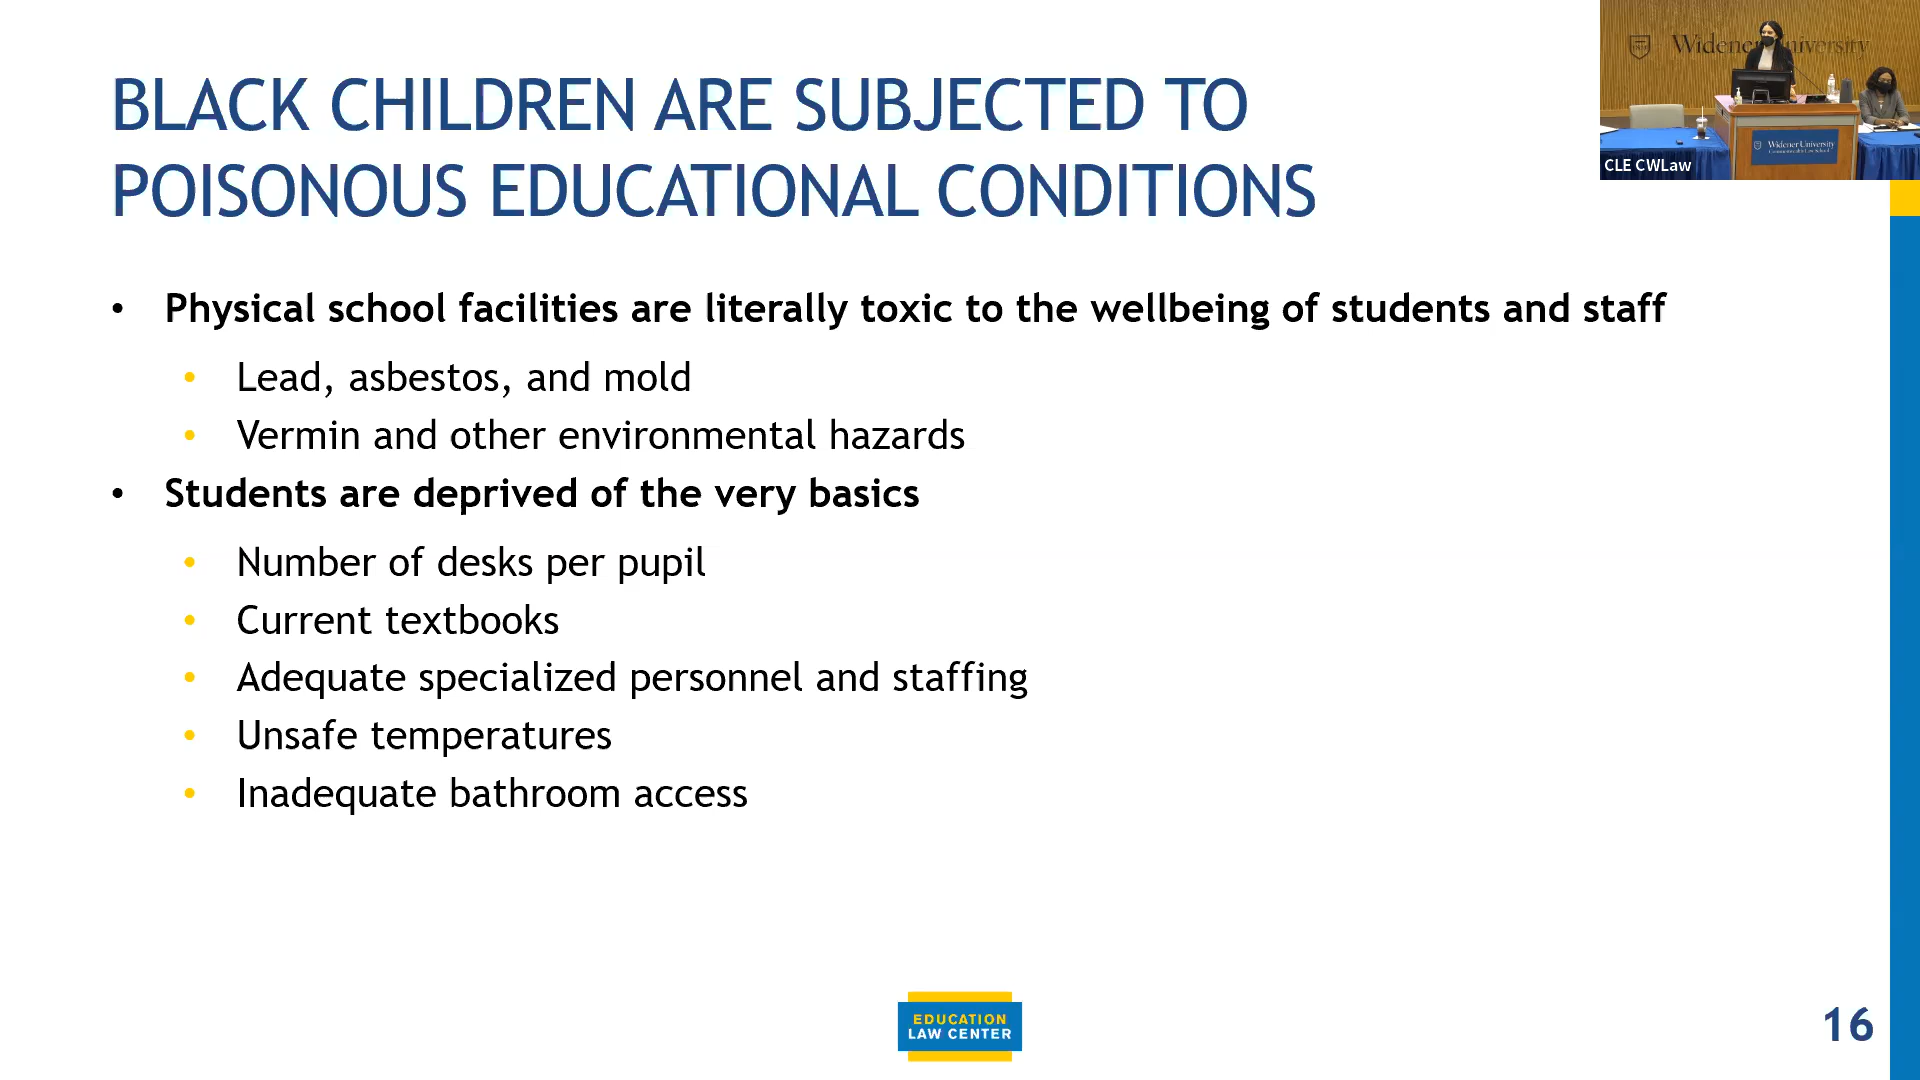 BLACK CHILDREN ARE SUBJECTED TO
POISONOUS EDUCATIONAL CONDITIONS
• Physical school facilities are literally toxic to the wellbeing of students and staff
• Lead, asbestos, and mold
• Vermin and other environmental hazards
• Students are deprived of the very basics
• Number of desks per pupil
• Current textbooks
• Adequate specialized personnel and staffing
• Unsafe temperatures
• Inadequate bathroom access
EDUCATION
LAW CENTER
16
Widener University
Widener University
CLE CWLaw